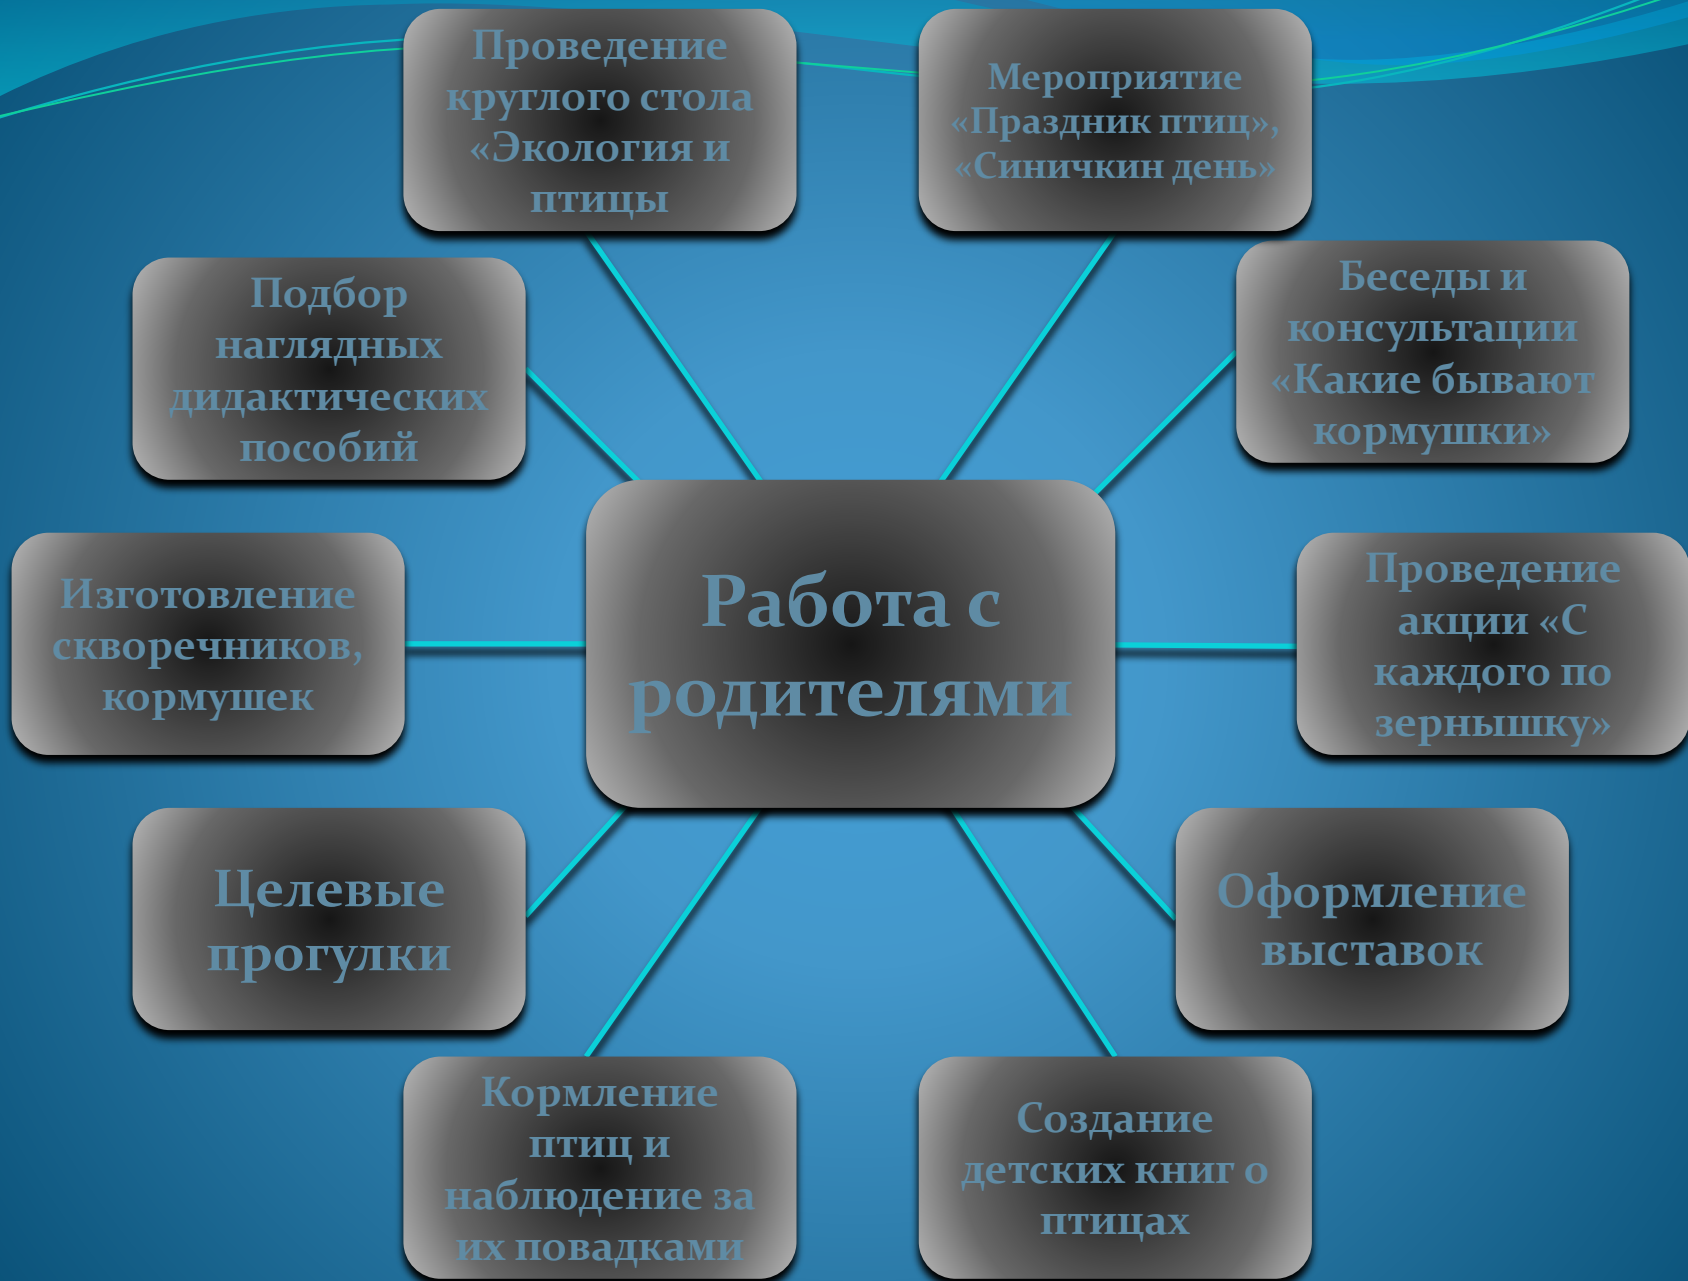 Проведение
круглого стола
«Экология и
птицы
Мероприятие
«Праздник птиц»,
«Синичкин день»
Подбор
наглядных
дидактических
пособий
Беседы и
консультации
«Какие бывают
кормушки»
Изготовление
скворечников,
кормушек
Работа с
родителями
Проведение
акции «С
каждого по
зернышку»
Целевые
прогулки
Оформление
выставок
Кормление
птиц и
наблюдение за
их повадками
Создание
детских книг о
птицах